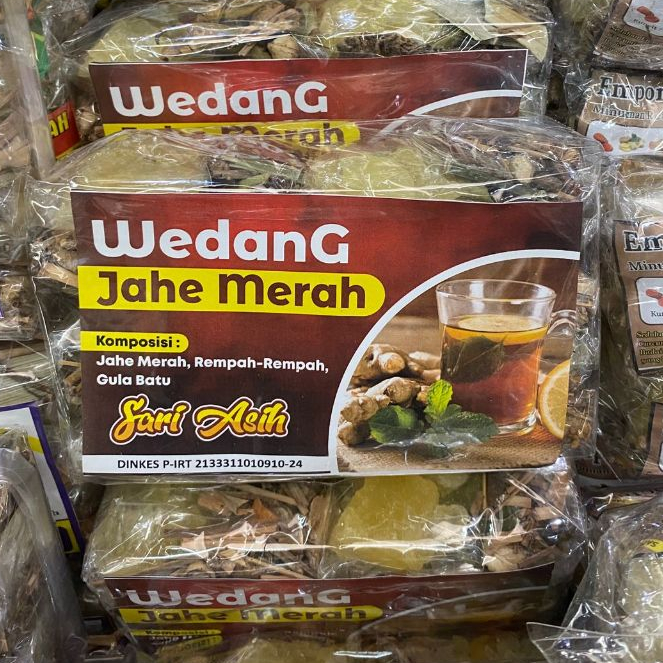 WedanG
Jahe Merah
WedanG
Jahe Merah
Komposisi :
Jahe Merah, Rempah-Rempah,
Gula Batu
Sari Asih
DINKES P-IRT 2133311010910-24
WedanG
Jahe Merah
Komposisi :